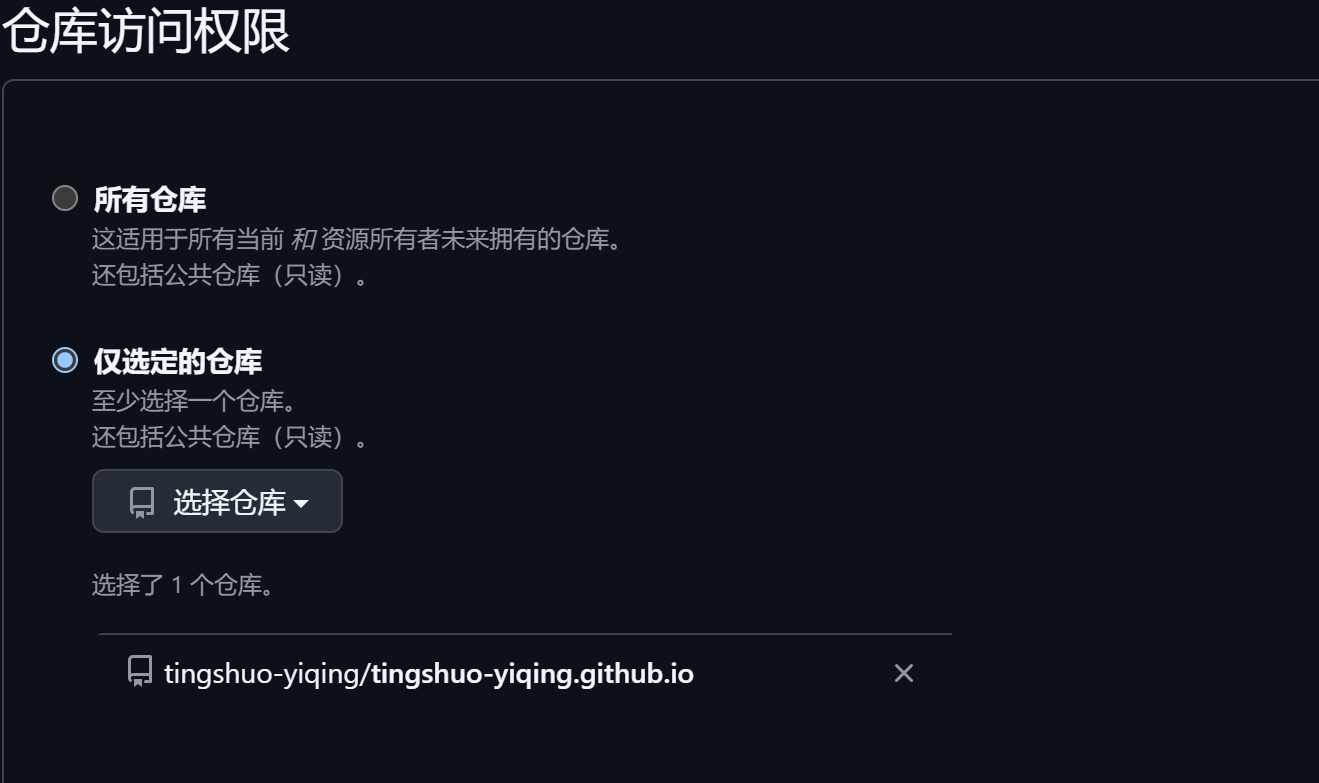 仓库访问权限
所有仓库
这适用于所有当前 和 资源所有者未来拥有的仓库。
还包括公共仓库（只读）。
仅选定的仓库
至少选择一个仓库。
还包括公共仓库（只读）。
选择仓库
选择了 1 个仓库。
tingshuo-yiqing/tingshuo-yiqing.github.io